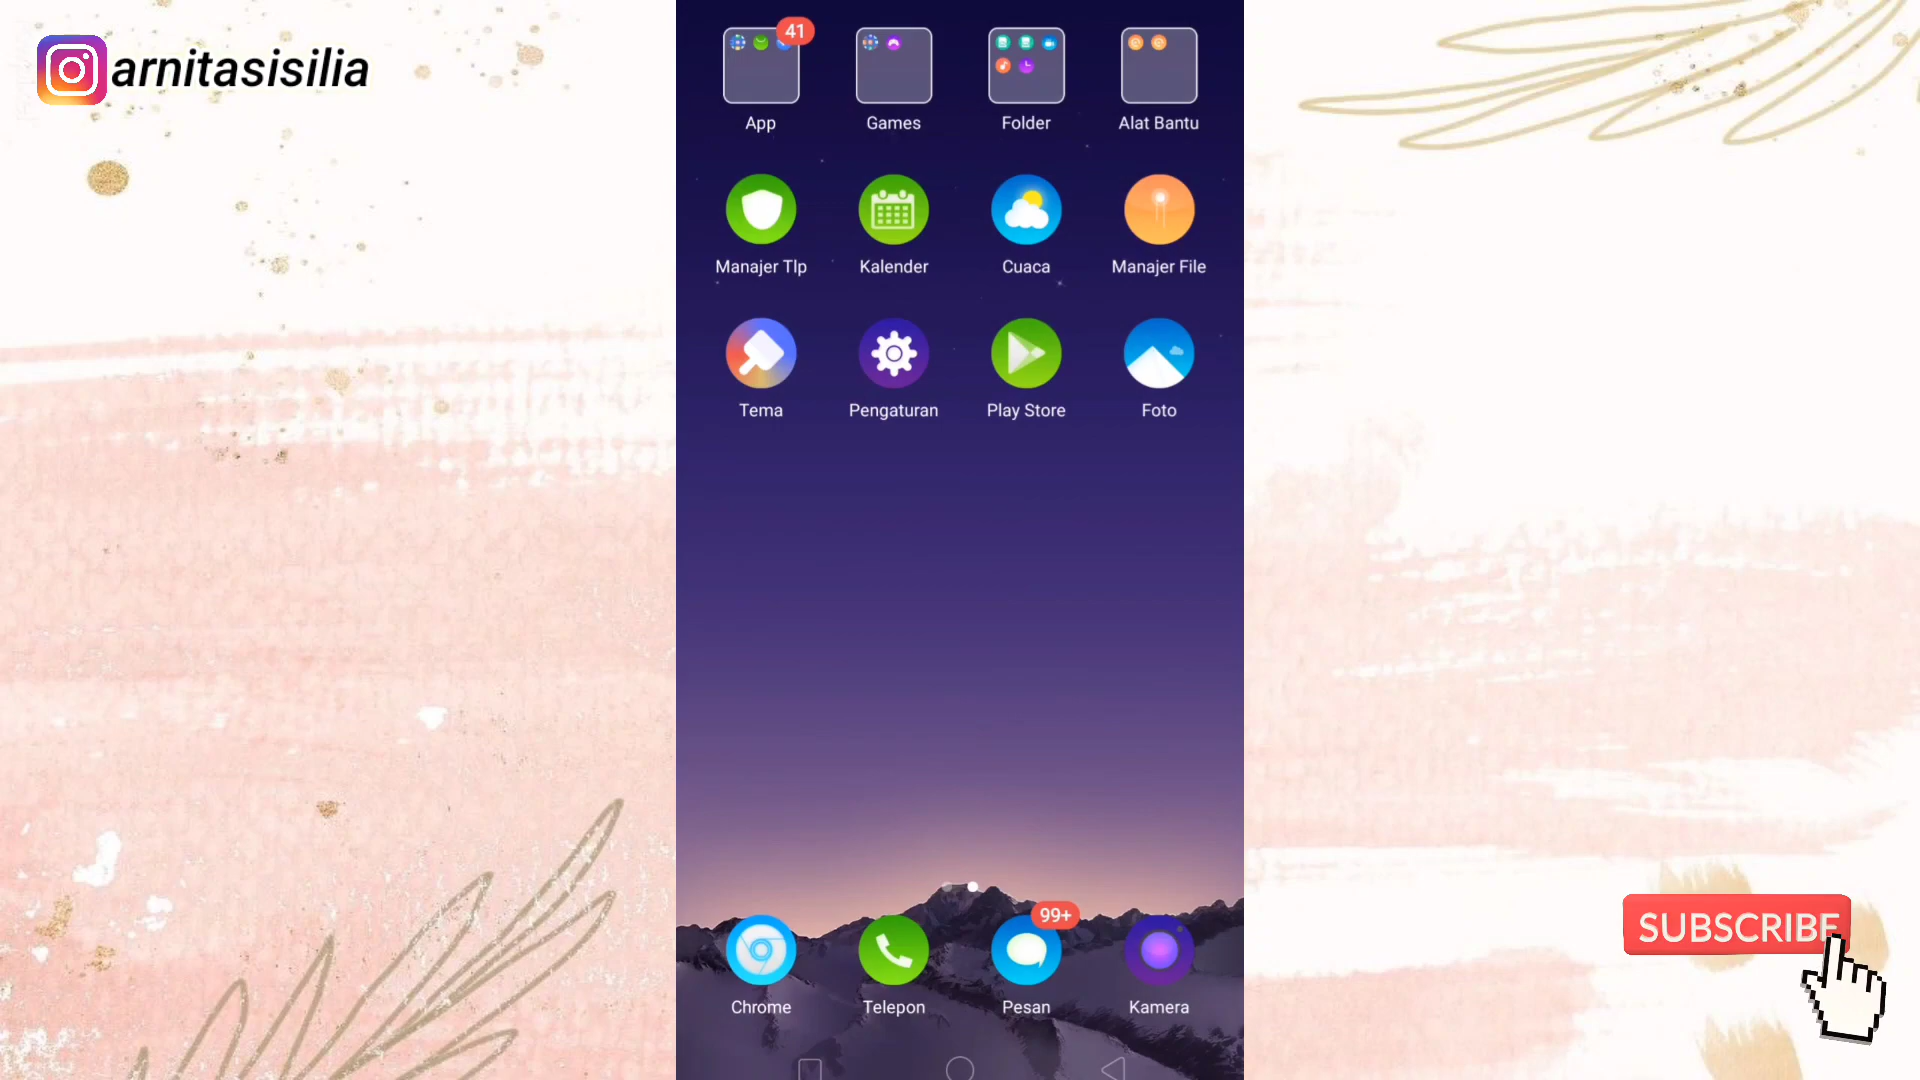 arnitasisilia
41
App Games Folder Alat Bantu
Manajer Tlp Kalender Cuaca Manajer File
Tema Pengaturan Play Store Foto
99+
Chrome Telepon Pesan Kamera
SUBSCRIBE